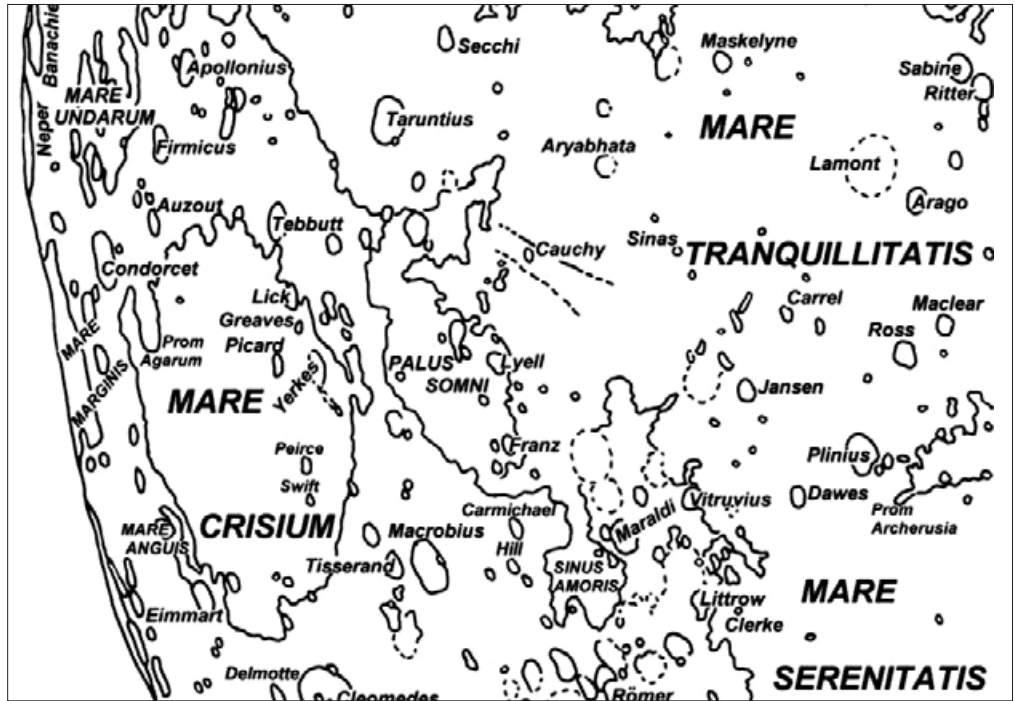 Banachie
Neper
MARE
UNDARUM
Apollonius
Firmicus
Secchi
Taruntius
Maskelyne
Aryabhata
MARE
Sabine
Ritter
Lamont
Arago
Auzout
Tebbutt
Condorcet
Cauchy
Sinas
TRANQUILLITATIS
Lick
Greaves
Picard
Prom
Agarum
MARE
MARGINIS
MARE
Yerkes
PALUS
SOMNI
Lyell
Carrel
Maclear
Ross
Jansen
Franz
Peirce
Swift
Plinius
Dawes
Prom
Archerusia
Vitruvius
Maraldi
Carmichael
Hill
CRISIUM
MARE
ANGUIS
Macrobius
Tisserand
SINUS
AMORIS
Littrow
Clerke
MARE
SERENITATIS
Eimmart
Delmotte
Cleomedes
Römer